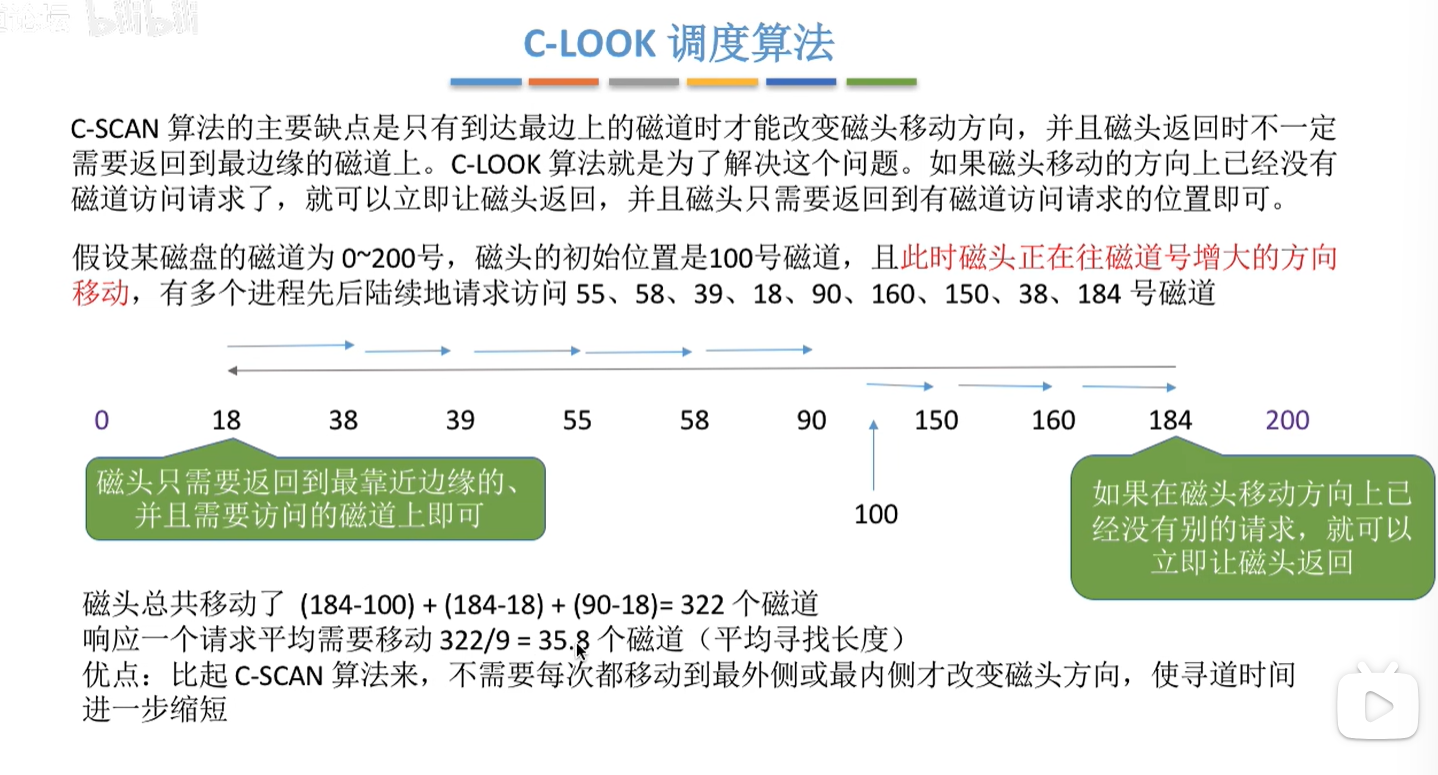 bilibili
C-LOOK 调度算法
C-SCAN 算法的主要缺点是只有到达最边上的磁道时才能改变磁头移动方向，并且磁头返回时不一定
需要返回到最边缘的磁道上。C-LOOK 算法就是为了解决这个问题。如果磁头移动的方向上已经没有
磁道访问请求了，就可以立即让磁头返回，并且磁头只需要返回到有磁道访问请求的位置即可。
假设某磁盘的磁道为 0~200号，磁头的初始位置是100号磁道，且此时磁头正在往磁道号增大的方向
移动，有多个进程先后陆续地请求访问 55、58、39、18、90、160、150、38、184 号磁道
0 18 38 39 55 58 90 150 160 184 200
磁头只需要返回到最靠近边缘的、
并且需要访问的磁道上即可
100
如果在磁头移动方向上已
经没有别的请求，就可以
立即让磁头返回
磁头总共移动了 (184-100) + (184-18) + (90-18)= 322 个磁道
响应一个请求平均需要移动 322/9 = 35.8 个磁道（平均寻找长度）
优点：比起 C-SCAN 算法来，不需要每次都移动到最外侧或最内侧才改变磁头方向，使寻道时间
进一步缩短